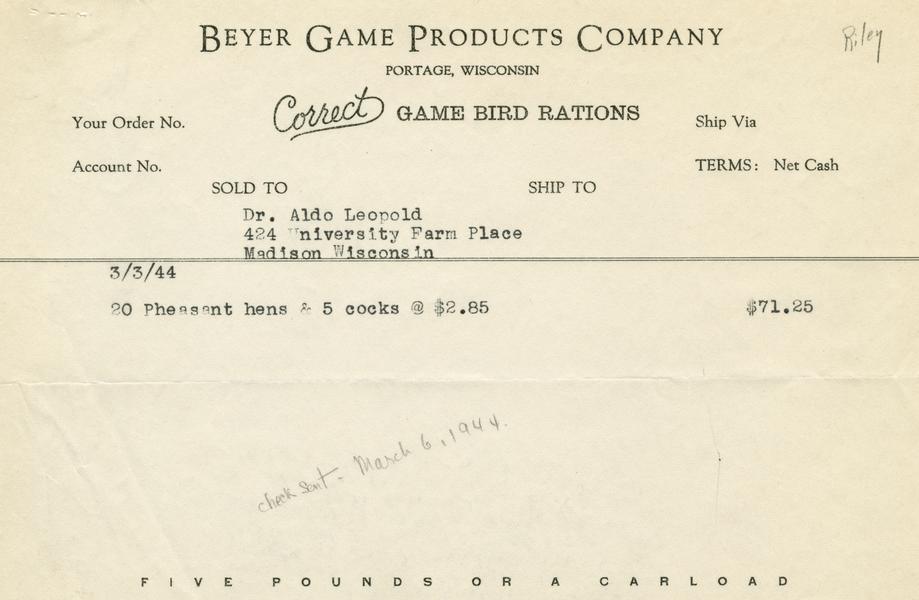 BEYER GAME PRODUCTS COMPANY
Riley
PORTAGE, WISCONSIN
Correct GAME BIRD RATIONS
Your Order No.
Ship Via
Account No.
TERMS: Net Cash
SOLD TO
SHIP TO
Dr. Aldo Leopold
424 University Farm Place
Madison Wisconsin
3/3/44
20 Pheasant hens & 5 cocks @ $2.85 $71.25
check sent - March 6, 1944.
FIVE POUNDS OR A CARLOAD